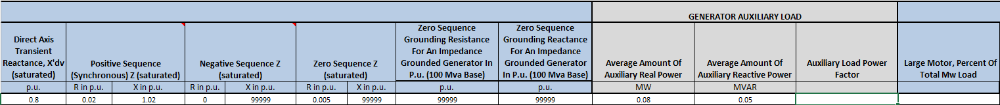 GENERATOR AUXILIARY LOAD
Direct Axis
Transient
Reactance, X'dv
(saturated)
Positive Sequence
(Synchronous) Z (saturated)
Negative Sequence Z
(saturated)
Zero Sequence Z
(saturated)
Zero Sequence
Grounding Resistance
For An Impedance
Grounded Generator In
P.u. (100 Mva Base)
Zero Sequence
Grounding Reactance
For An Impedance
Grounded Generator
In P.u. (100 Mva Base)
Average Amount Of
Auxiliary Real Power
Average Amount Of
Auxiliary Reactive Power
Auxiliary Load Power
Factor
Large Motor, Percent Of
Total Mw Load
p.u. R in p.u. X in p.u. R in p.u. X in p.u. R in p.u. X in p.u. p.u. p.u. MW MVAR
0.8 0.02 1.02 0 99999 0.005 99999 99999 99999 0.08 0.05